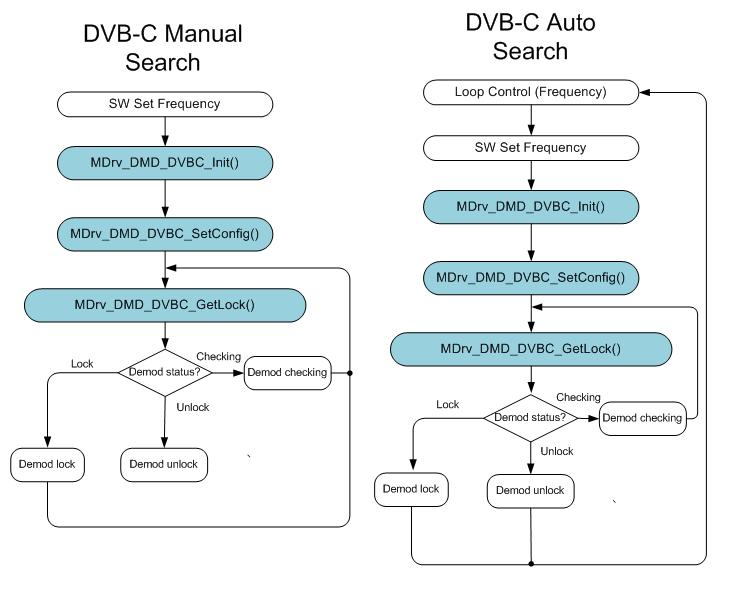 DVB-C Manual
Search
SW Set Frequency
MDrv_DMD_DVBC_Init()
MDrv_DMD_DVBC_SetConfig()
MDrv_DMD_DVBC_GetLock()
Lock
Demod status?
Checking
Demod checking
Unlock
Demod lock
Demod unlock
DVB-C Auto
Search
Loop Control (Frequency)
SW Set Frequency
MDrv_DMD_DVBC_Init()
MDrv_DMD_DVBC_SetConfig()
MDrv_DMD_DVBC_GetLock()
Lock
Demod status?
Checking
Demod checking
Unlock
Demod lock
Demod unlock